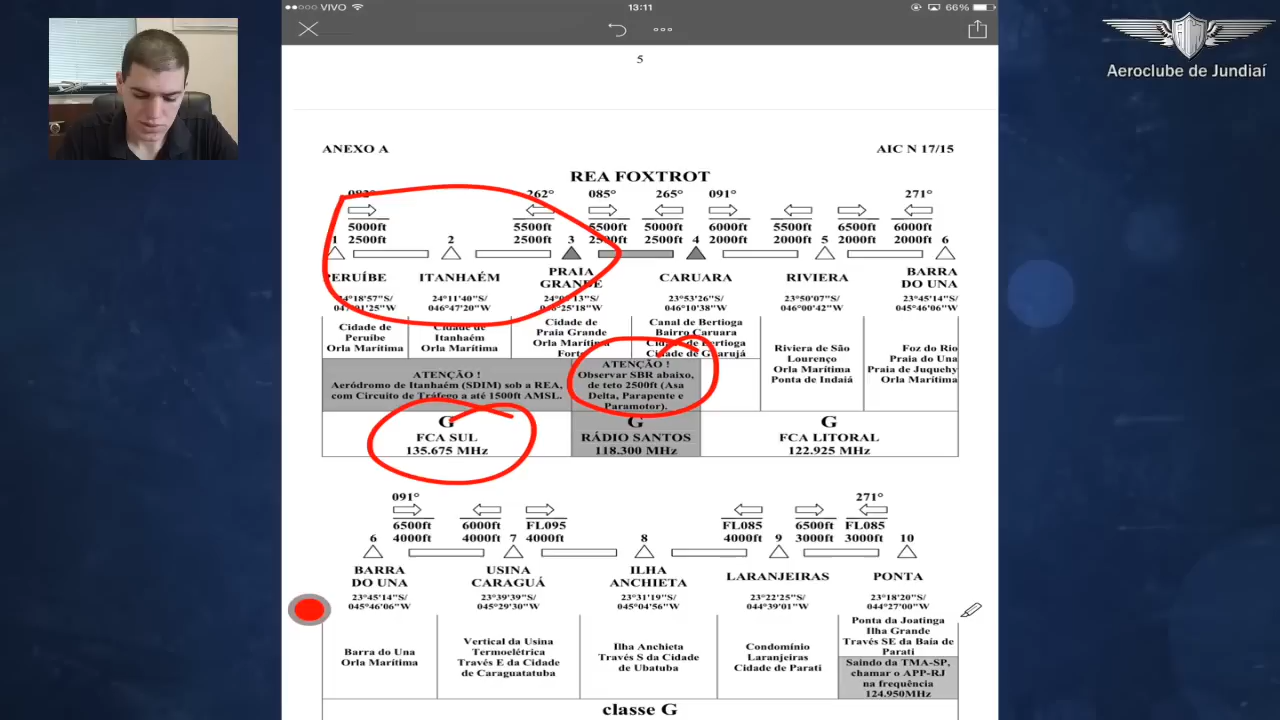 VIVO
13:11
66%
Aeroclube de Jundiaí
5
ANEXO A
AIC N 17/15
REA FOXTROT
082° 262° 085° 265° 091° 271°
5000ft 5500ft 5500ft 5000ft 6000ft 5500ft 6500ft 6000ft
2500ft 2500ft 2500ft 2500ft 2000ft 2000ft 2000ft 2000ft
1 2 3 4 5 6
PERUÍBE
24°18'57"S/
ITANHAÉM
24°11'40"S/
046°47'20"W
PRAIA
GRANDE
CARUARA
23°53'26"S/
046°10'38"W
RIVIERA
23°50'07"S/
046°00'42"W
BARRA
DO UNA
23°45'14"S/
045°46'06"W
Cidade de
Peruíbe
Orla Marítima
Cidade de
Itanhaém
Orla Marítima
Cidade de
Praia Grande
Orla Marítima
Canal de Bertioga
Bairro Caruara
Cidade de Bertioga
Cidade de Guarujá
Riviera de São
Lourenço
Orla Marítima
Ponta de Indaiá
Foz do Rio
Praia do Una
Praia de Juquehy
Orla Marítima
ATENÇÃO !
Aeródromo de Itanhaém (SDIM) sob a REA,
com Circuito de Tráfego a até 1500ft AMSL.
ATENÇÃO !
Observar SBR abaixo,
de teto 2500ft (Asa
Delta, Parapente e
Paramotor).
G
FCA SUL
135.675 MHz
G
RÁDIO SANTOS
118.300 MHz
G
FCA LITORAL
122.925 MHz
091° 271°
6500ft 6000ft FL095 FL085 6500ft FL085
4000ft 4000ft 4000ft 4000ft 3000ft 3000ft
6 7 8 9 10
BARRA
DO UNA
23°45'14"S/
045°46'06"W
USINA
CARAGUÁ
23°39'39"S/
045°29'30"W
ILHA
ANCHIETA
23°31'19"S/
045°04'56"W
LARANJEIRAS
23°22'25"S/
044°39'01"W
PONTA
23°18'20"S/
044°27'00"W
Barra do Una
Orla Marítima
Vertical da Usina
Termoelétrica
Través E da Cidade
de Caraguatatuba
Ilha Anchieta
Través S da Cidade
de Ubatuba
Condomínio
Laranjeiras
Cidade de Parati
Ponta da Joatinga
Ilha Grande
Través SE da Baía de
Parati
Saindo da TMA-SP,
chamar o APP-RJ
na frequência
124.950MHz
classe G